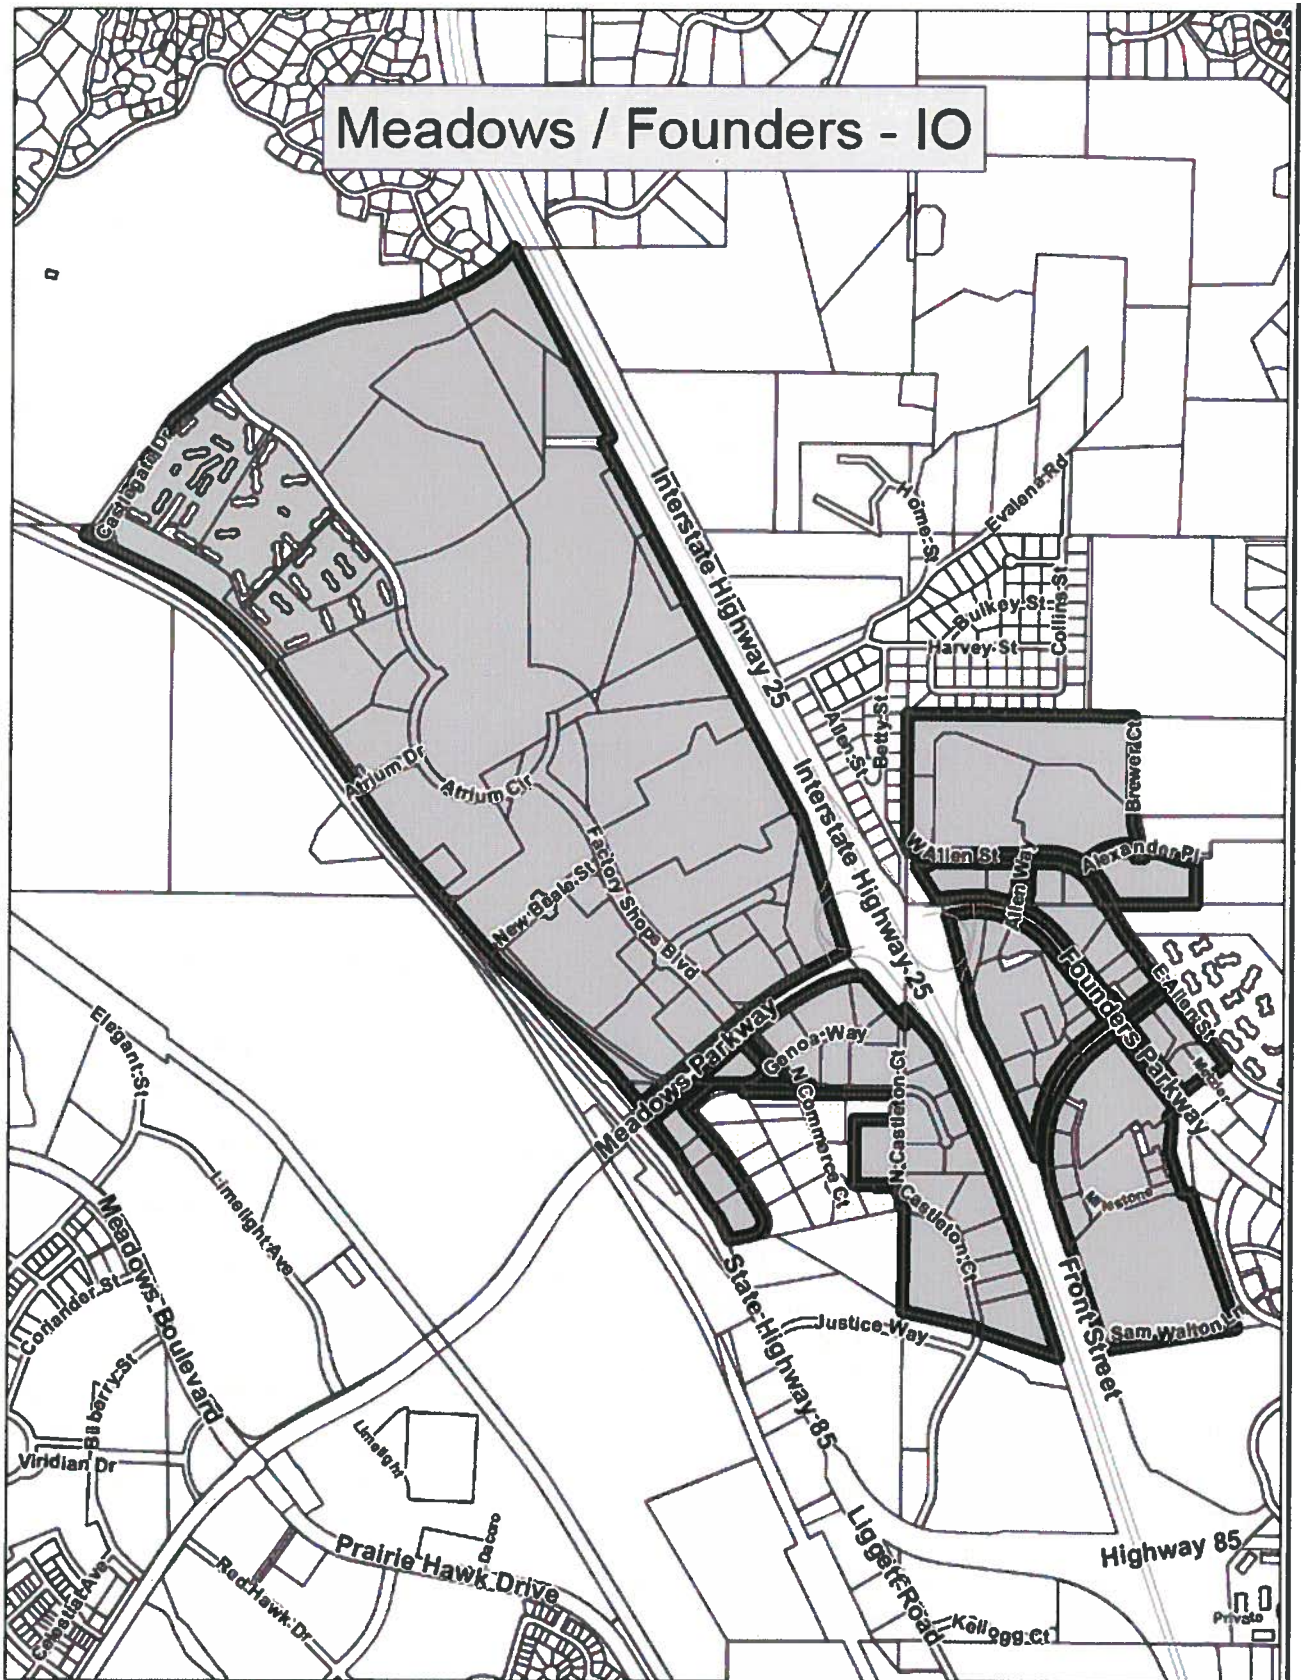 Meadows / Founders - IO
Castlegate Dr
Interstate Highway 25
Home St
Evalena Rd
Bulkey St
Collins St
Harvey St
Allen St
Betty St
Brewer Ct
Atrium Dr
Atrium Cir
Interstate Highway 25
W Allen St
Allen Way
Alexander Pl
Factory Shops Blvd
New Beale St
Founders Parkway
E Allen St
Meadows Parkway
Genoa Way
N Commerce Ct
N Castleton Ct
Castleton Ct
Elegant St
Limelight Ave
Meadows Boulevard
Coriander St
Bilberry St
Viridian Dr
State Highway 85
Justice Way
Front Street
Sam Walton Ln
Limelight
Dacoro
Prairie Hawk Drive
Red Hawk Dr
Celestial Ave
Liggett Road
Highway 85
Kellogg Ct
Private